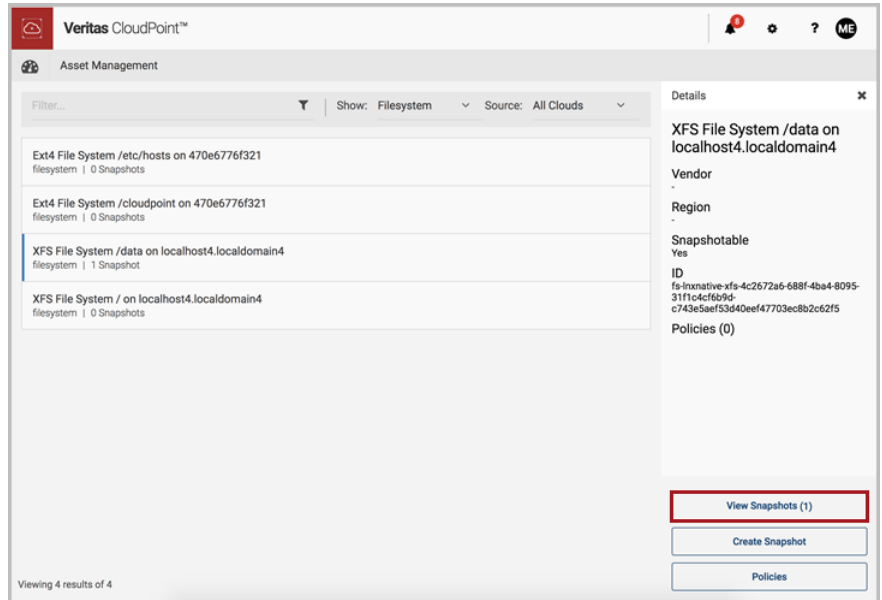 Veritas CloudPoint™
8
?
ME
Asset Management
Filter...
Show: Filesystem
Source: All Clouds
Ext4 File System /etc/hosts on 470e6776f321
filesystem | 0 Snapshots
Ext4 File System /cloudpoint on 470e6776f321
filesystem | 0 Snapshots
XFS File System /data on localhost4.localdomain4
filesystem | 1 Snapshot
XFS File System / on localhost4.localdomain4
filesystem | 0 Snapshots
Viewing 4 results of 4
Details
XFS File System /data on
localhost4.localdomain4
Vendor
-
Region
-
Snapshotable
Yes
ID
fs-lnxnative-xfs-4c2672a6-688f-4ba4-8095-
31f1c4cf6b9d-
c743e5aef53d40eef47703ec8b2c62f5
Policies (0)
View Snapshots (1)
Create Snapshot
Policies